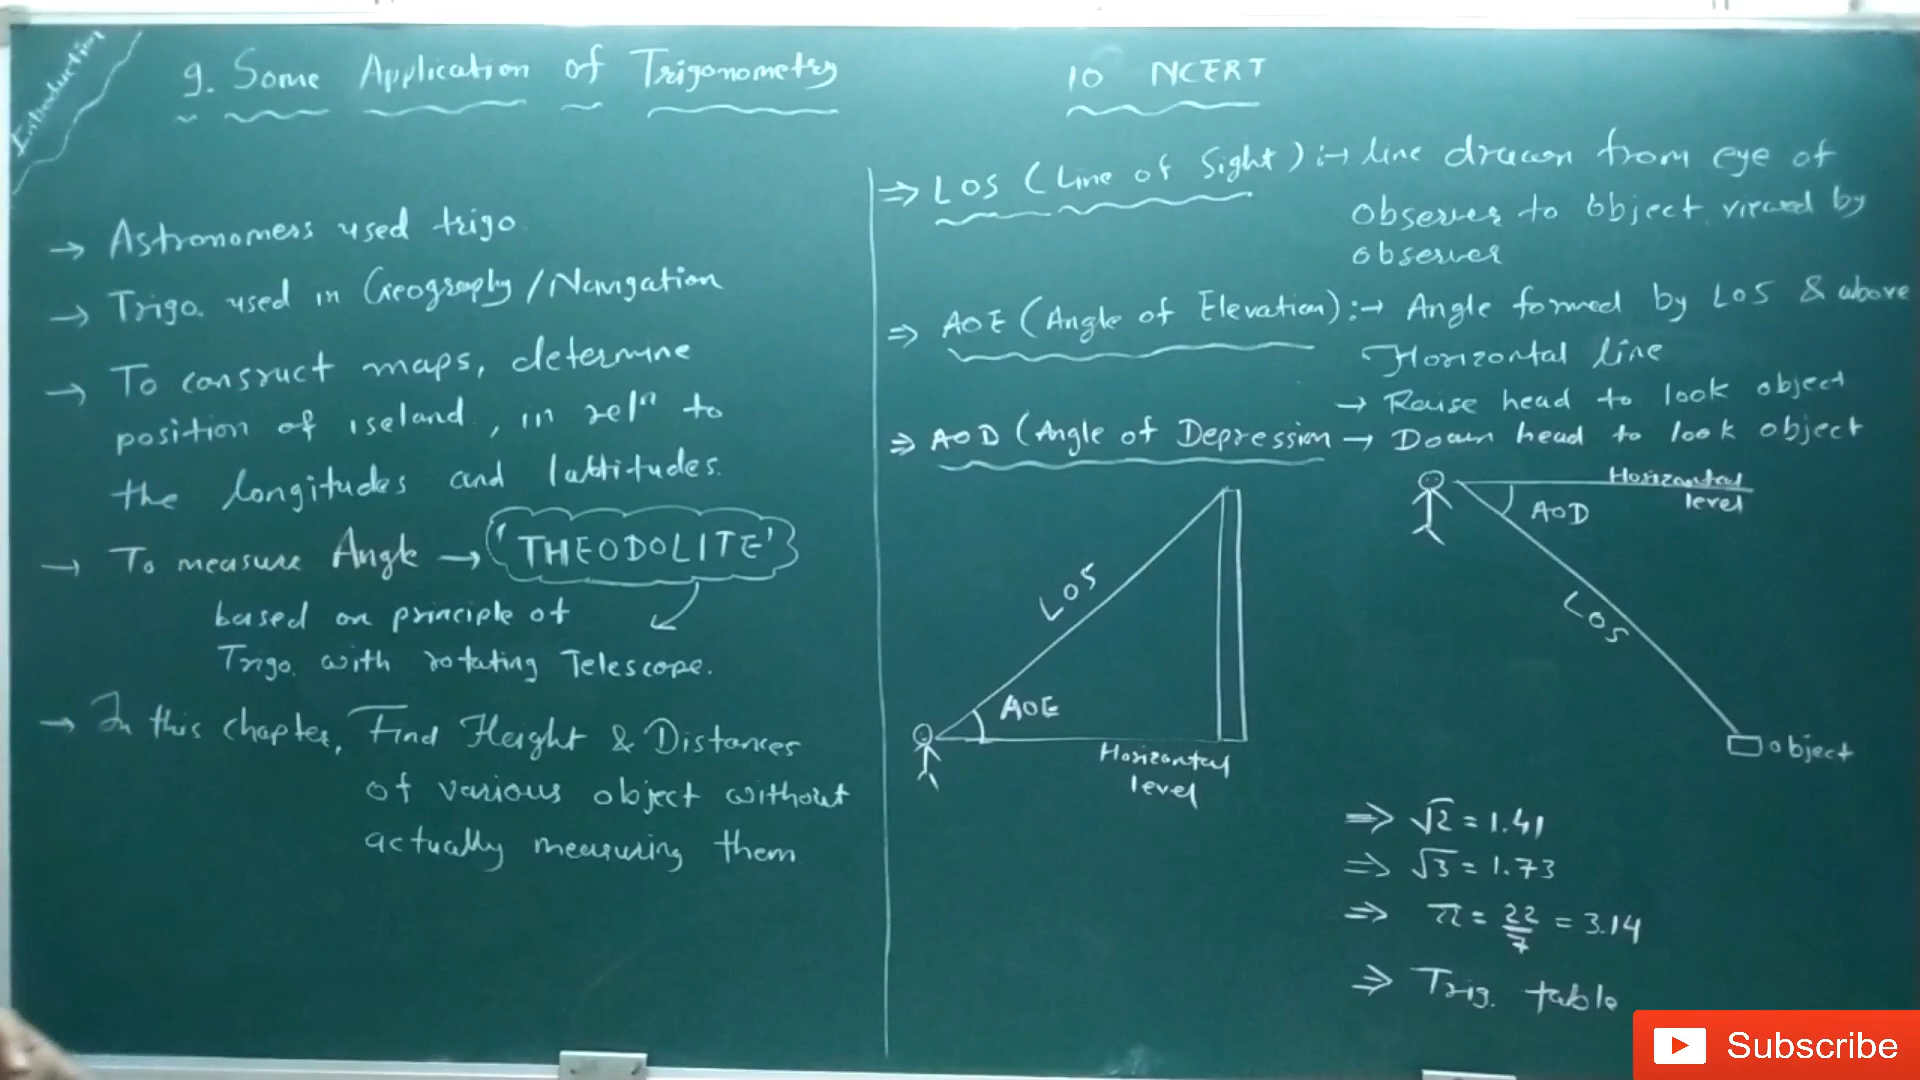 Introduction
9. Some Application of Trigonometry
10 NCERT
→ Astronomers used trigo.
→ Trigo. used in Geography/Navigation
→ To consruct maps, determine
position of iseland, in relⁿ to
the longitudes and lattitudes.
→ To measure Angle → 'THEODOLITE'
based on principle of
Trigo. with rotating Telescope.
→ In this chapter, Find Height & Distances
of various object without
actually measuring them
⇒ LOS (Line of Sight) :→ line drawn from eye of
observer to object viewed by
observer
⇒ AOE (Angle of Elevation) :→ Angle formed by LOS & above
Horizontal line
→ Raise head to look object
⇒ AOD (Angle of Depression → Down head to look object
LOS
AOE
Horizontal
level
Horizontal
level
AOD
LOS
object
⇒ √2 = 1.41
⇒ √3 = 1.73
⇒ π = 22/7 = 3.14
⇒ Trig. table
Subscribe